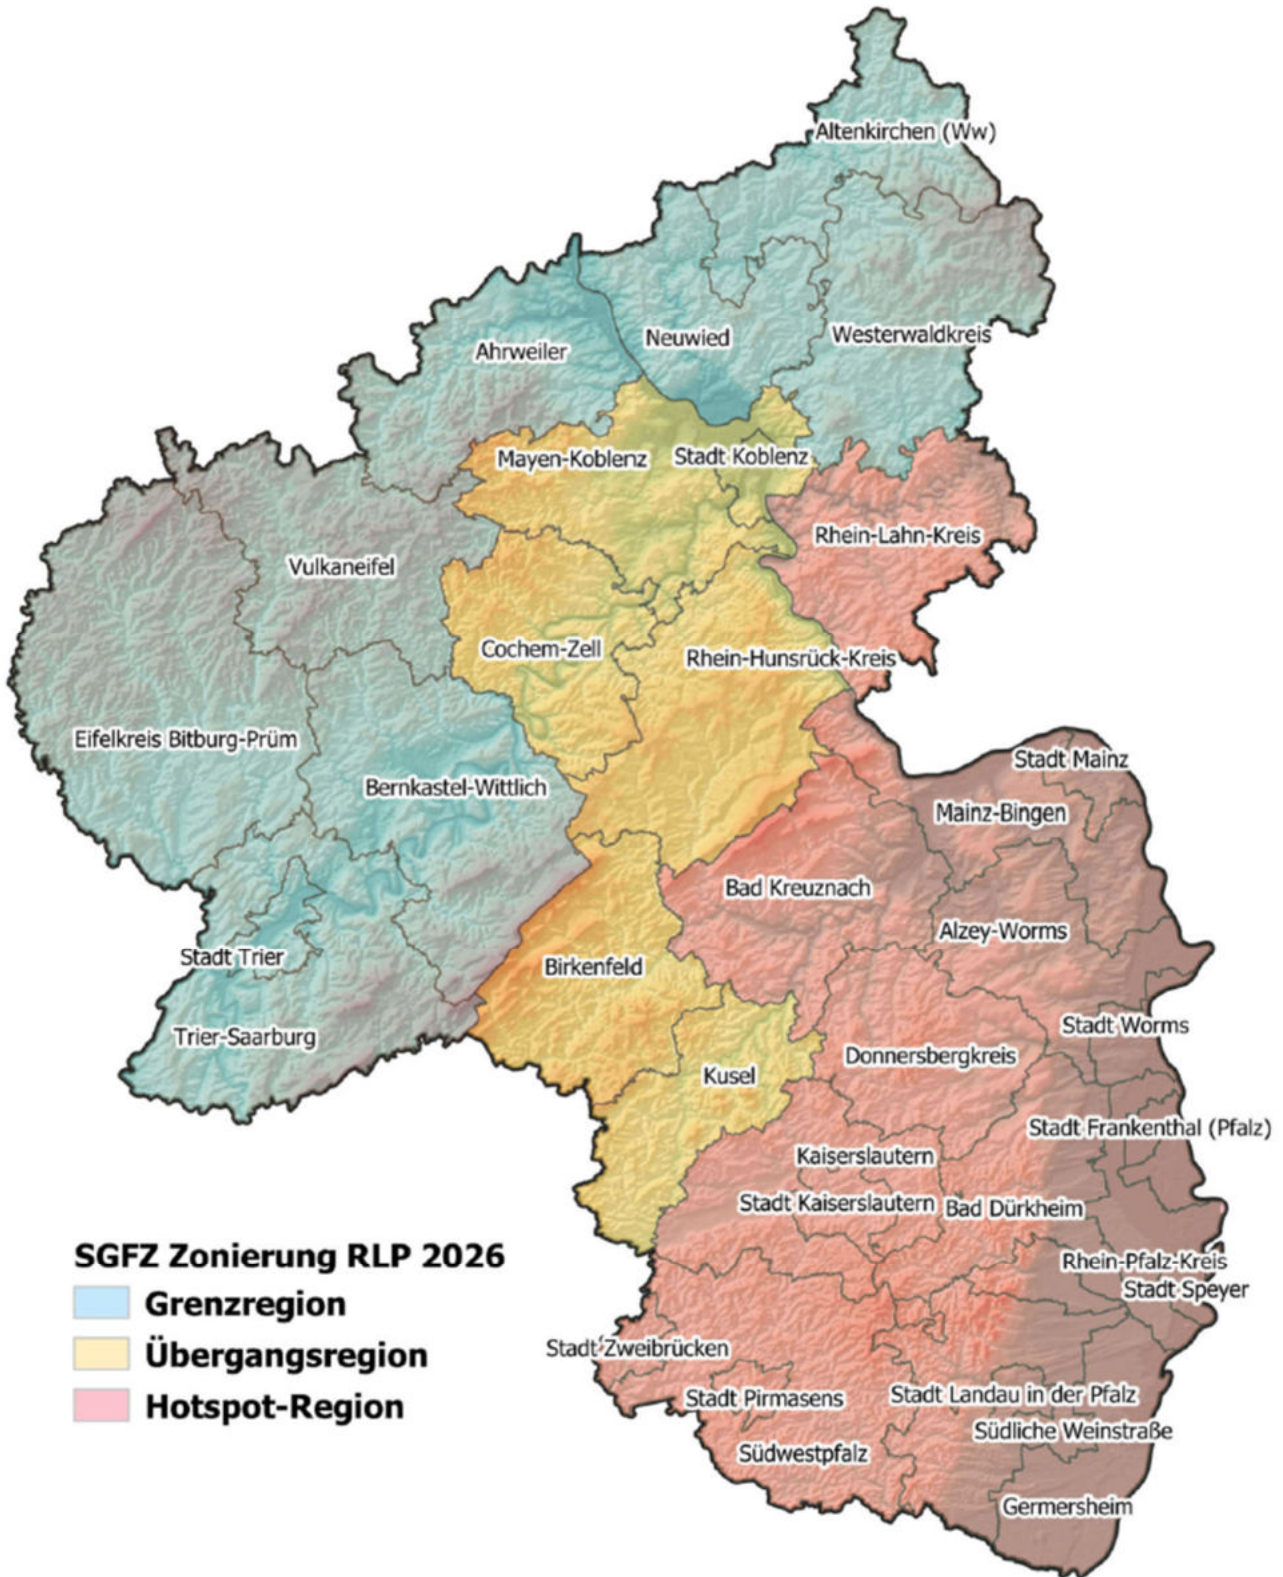 Altenkirchen (Ww)
Neuwied
Westerwaldkreis
Ahrweiler
Mayen-Koblenz
Stadt Koblenz
Rhein-Lahn-Kreis
Vulkaneifel
Cochem-Zell
Rhein-Hunsrück-Kreis
Eifelkreis Bitburg-Prüm
Stadt Mainz
Bernkastel-Wittlich
Mainz-Bingen
Bad Kreuznach
Alzey-Worms
Stadt Trier
Birkenfeld
Trier-Saarburg
Stadt Worms
Donnersbergkreis
Kusel
Stadt Frankenthal (Pfalz)
Kaiserslautern
Stadt Kaiserslautern
Bad Dürkheim
Rhein-Pfalz-Kreis
Stadt Speyer
Stadt Zweibrücken
Stadt Pirmasens
Stadt Landau in der Pfalz
Südliche Weinstraße
Südwestpfalz
Germersheim
SGFZ Zonierung RLP 2026
Grenzregion
Übergangsregion
Hotspot-Region